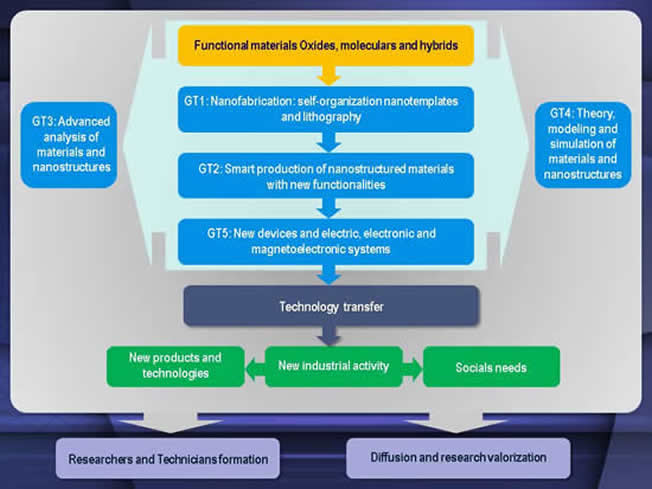 Functional materials Oxides, moleculars and hybrids
GT1: Nanofabrication: self-organization nanotemplates
and lithography
GT3: Advanced
analysis of
materials and
nanostructures
GT4: Theory,
modeling and
simulation of
materials and
nanostructures
GT2: Smart production of nanostructured materials
with new functionalities
GT5: New devices and electric, electronic and
magnetoelectronic systems
Technology transfer
New products and
technologies
New industrial activity
Socials needs
Researchers and Technicians formation
Diffusion and research valorization